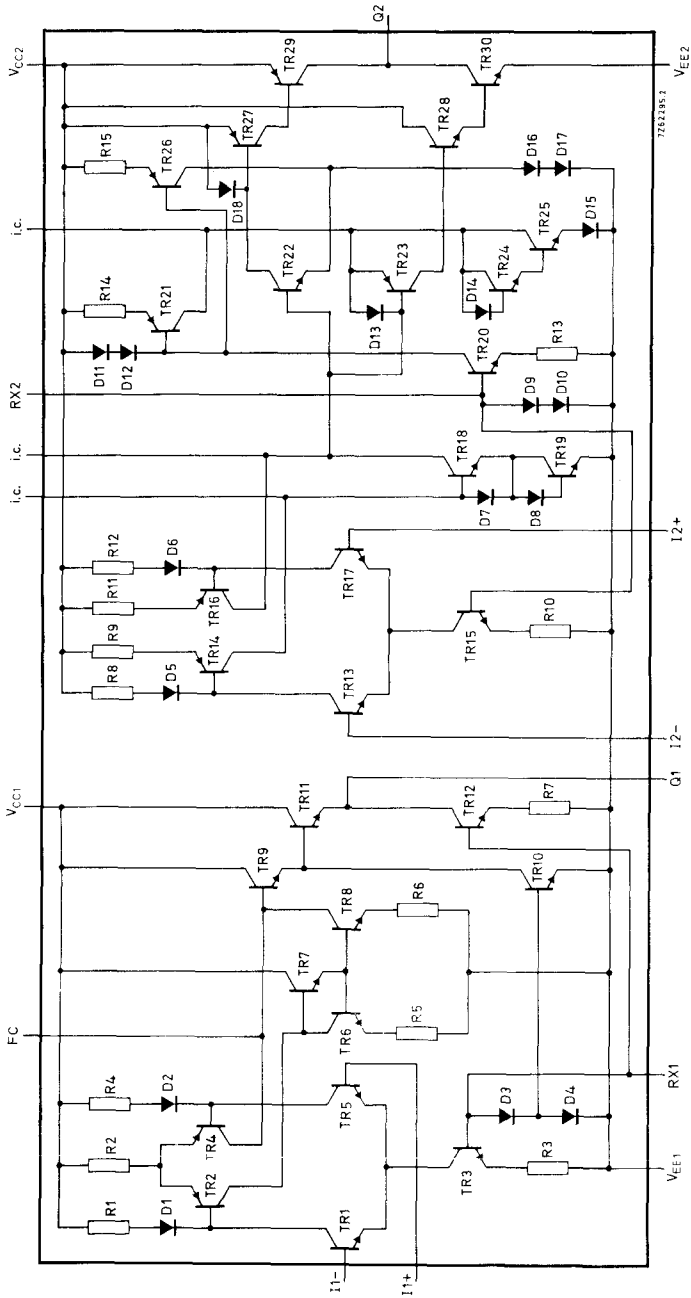 Q2
VCC2
VEE2
TR29
TR30
TR27
TR28
R15
TR26
D18
D16
D17
i.c.
TR22
TR23
TR24
TR25
D15
D14
D13
R14
TR21
D11
D12
TR20
R13
RX2
D9
D10
i.c.
i.c.
TR18
TR19
D7
D8
I2+
R12
D6
R11
TR16
TR17
R9
TR14
R8
D5
TR13
TR15
R10
I2-
Q1
VCC1
TR11
TR12
R7
TR9
TR10
TR8
R6
TR7
TR6
R5
FC
R4
D2
TR5
RX1
R2
TR4
TR2
D3
D4
R1
D1
TR1
TR3
R3
VEE1
I1-
I1+
7Z62295.2